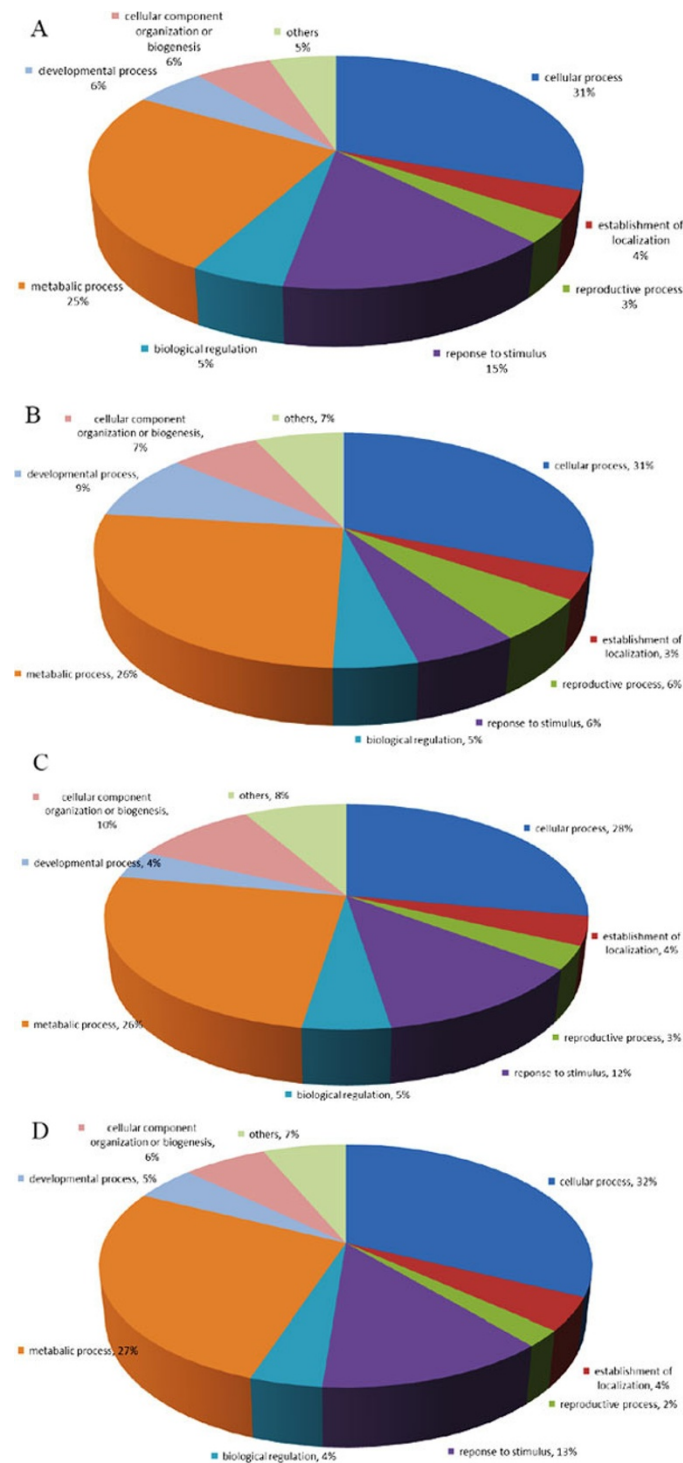 A
cellular component
organization or
biogenesis
6%
others
5%
developmental process
6%
cellular process
31%
establishment of
localization
4%
reproductive process
3%
metabalic process
25%
biological regulation
5%
reponse to stimulus
15%
B
cellular component
organization or biogenesis,
7%
others, 7%
developmental process,
9%
cellular process, 31%
establishment of
localization, 3%
reproductive process, 6%
metabalic process, 26%
reponse to stimulus, 6%
biological regulation, 5%
C
cellular component
organization or biogenesis,
10%
others, 8%
cellular process, 28%
developmental process, 4%
establishment of
localization, 4%
metabalic process, 26%
reproductive process, 3%
reponse to stimulus, 12%
biological regulation, 5%
D
cellular component
organization or biogenesis,
6%
others, 7%
developmental process, 5%
cellular process, 32%
metabalic process, 27%
establishment of
localization, 4%
reproductive process, 2%
biological regulation, 4%
reponse to stimulus, 13%